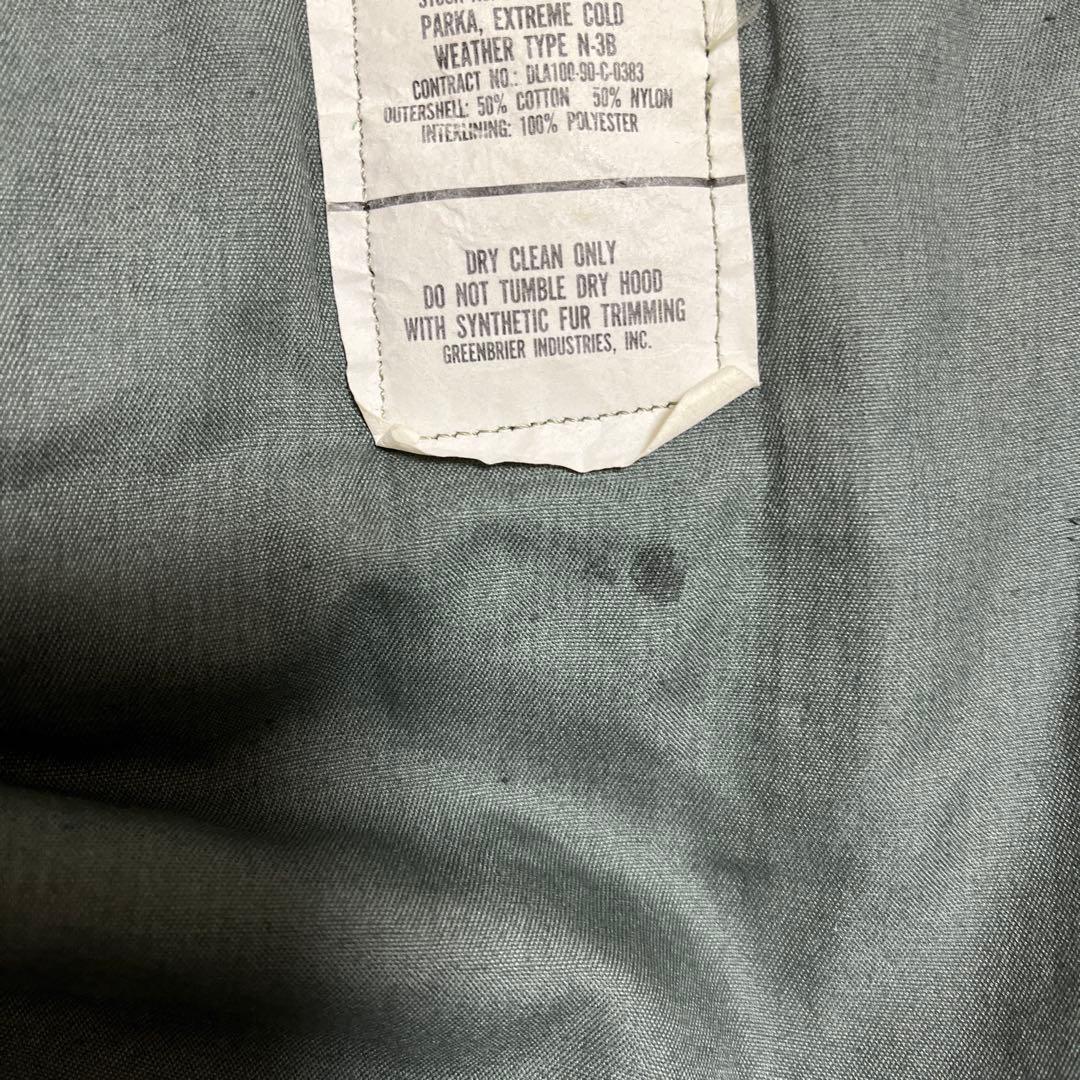 PARKA, EXTREME COLD
WEATHER TYPE N-3B
CONTRACT NO.: DLA100-90-C-0383
OUTERSHELL: 50% COTTON 50% NYLON
INTERLINING: 100% POLYESTER
DRY CLEAN ONLY
DO NOT TUMBLE DRY HOOD
WITH SYNTHETIC FUR TRIMMING
GREENBRIER INDUSTRIES, INC.